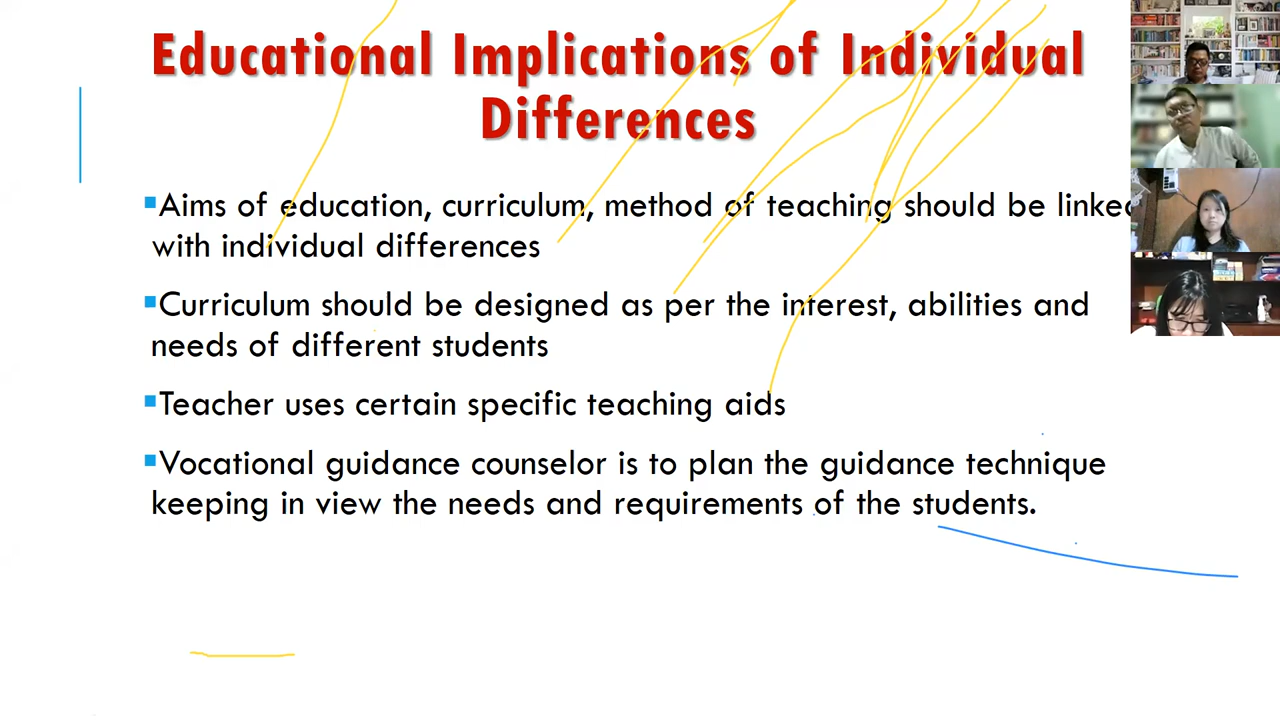 Educational Implications of Individual
Differences
Aims of education, curriculum, method of teaching should be linked
with individual differences
Curriculum should be designed as per the interest, abilities and
needs of different students
Teacher uses certain specific teaching aids
Vocational guidance counselor is to plan the guidance technique
keeping in view the needs and requirements of the students.